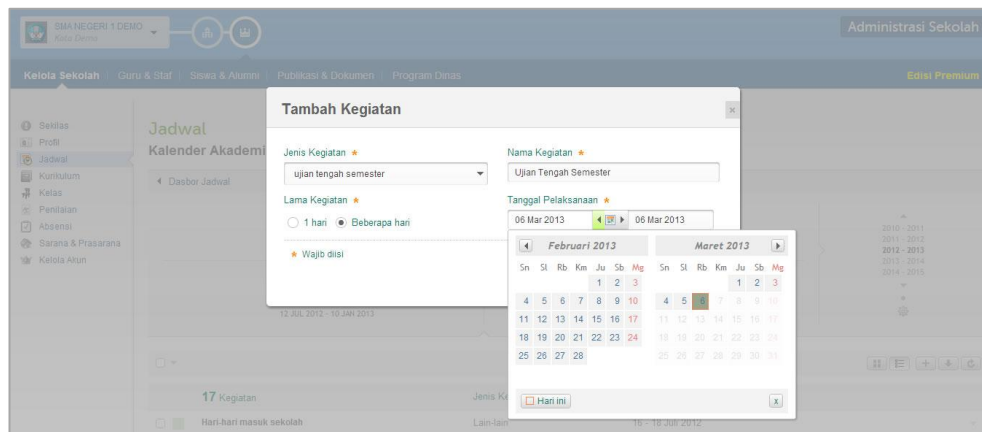 SMA NEGERI 1 DEMO
Kota Demo
Administrasi Sekolah
Kelola Sekolah Guru & Staf Siswa & Alumni Publikasi & Dokumen Program Dinas Edisi Premium
Sekilas
Profil
Jadwal
Kurikulum
Kelas
Penilaian
Absensi
Sarana & Prasarana
Kelola Akun
Jadwal
Kalender Akademi
Dasbor Jadwal
Tambah Kegiatan
x
Jenis Kegiatan *
ujian tengah semester
Nama Kegiatan *
Ujian Tengah Semester
Lama Kegiatan *
1 hari Beberapa hari
Tanggal Pelaksanaan *
06 Mar 2013 06 Mar 2013
* Wajib diisi
Februari 2013
Sn Sl Rb Km Ju Sb Mg
1 2 3
4 5 6 7 8 9 10
11 12 13 14 15 16 17
18 19 20 21 22 23 24
25 26 27 28
Maret 2013
Sn Sl Rb Km Ju Sb Mg
1 2 3
4 5 6 7 8 9 10
11 12 13 14 15 16 17
18 19 20 21 22 23 24
25 26 27 28 29 30 31
Hari ini
x
2010 - 2011
2011 - 2012
2012 - 2013
2013 - 2014
2014 - 2015
12 JUL 2012 - 10 JAN 2013
17 Kegiatan Jenis Ke
Hari-hari masuk sekolah Lain-lain 16 - 18 Juli 2012